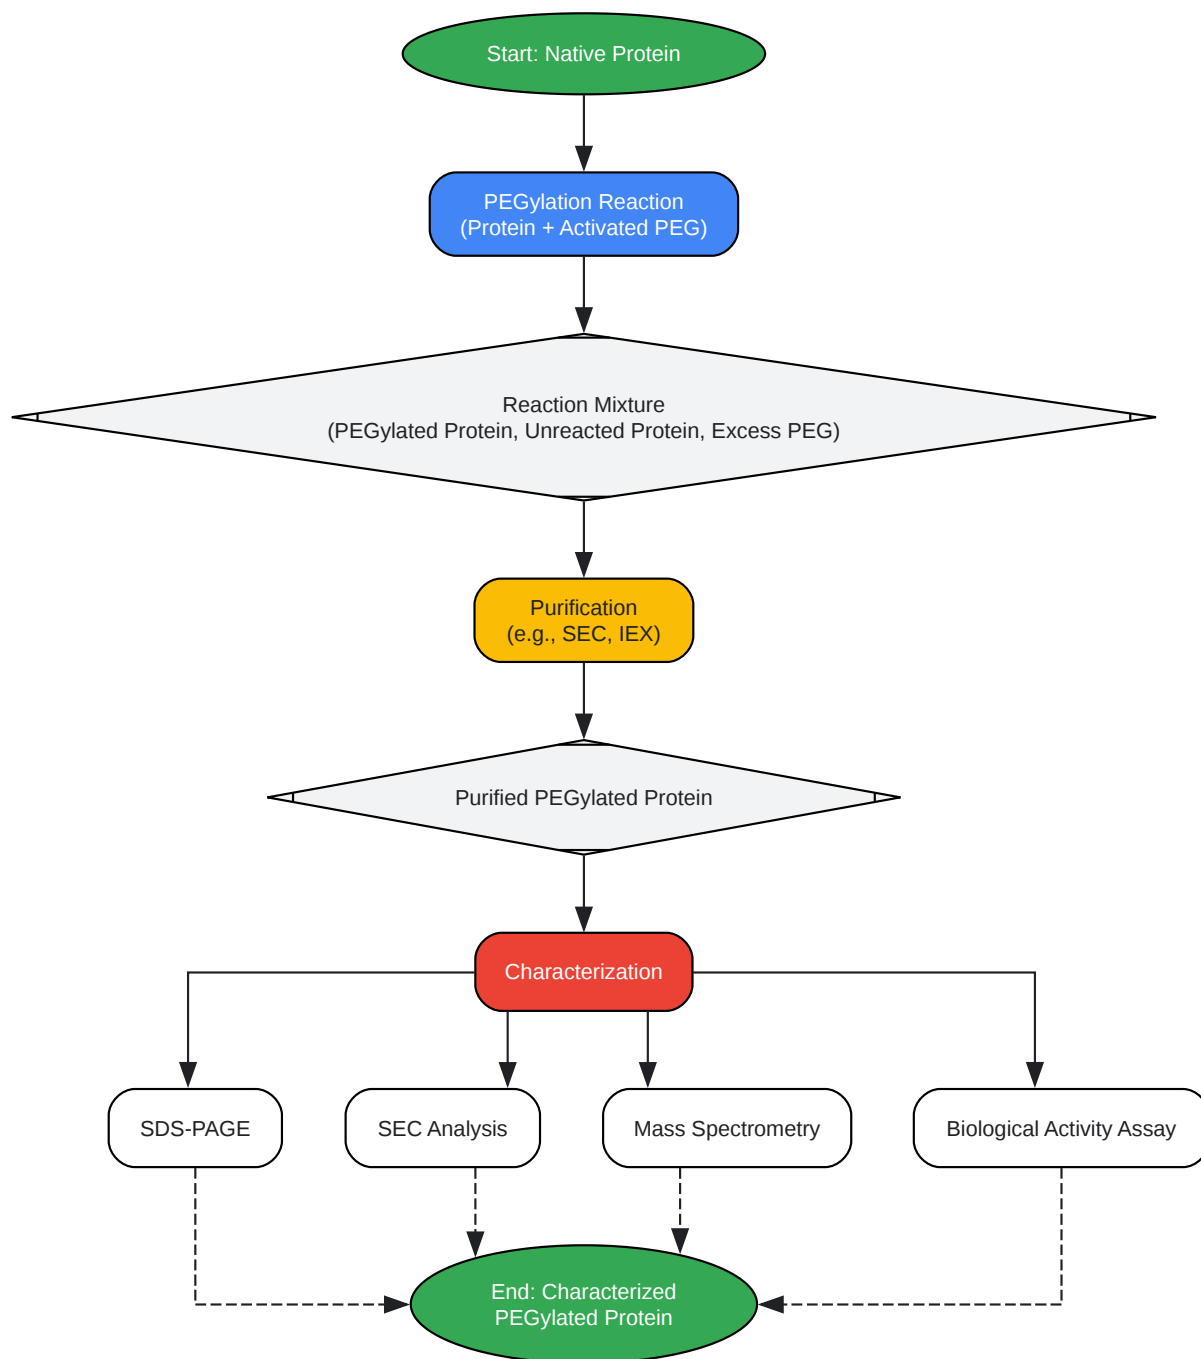 Start: Native Protein
PEGylation Reaction
(Protein + Activated PEG)
Reaction Mixture
(PEGylated Protein, Unreacted Protein, Excess PEG)
Purification
(e.g., SEC, IEX)
Purified PEGylated Protein
Characterization
SDS-PAGE
SEC Analysis
Mass Spectrometry
Biological Activity Assay
End: Characterized
PEGylated Protein